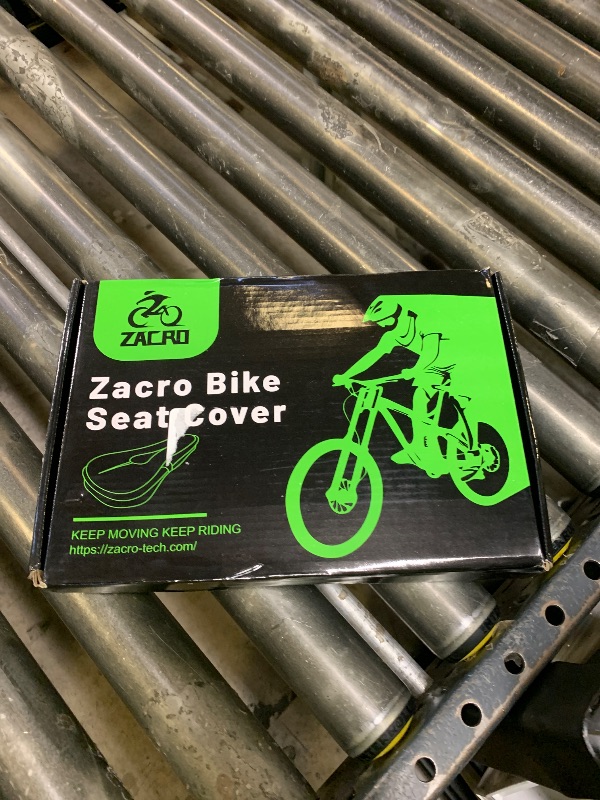 ZACRO
Zacro Bike
Seat Cover
KEEP MOVING KEEP RIDING
https://zacro-tech.com/